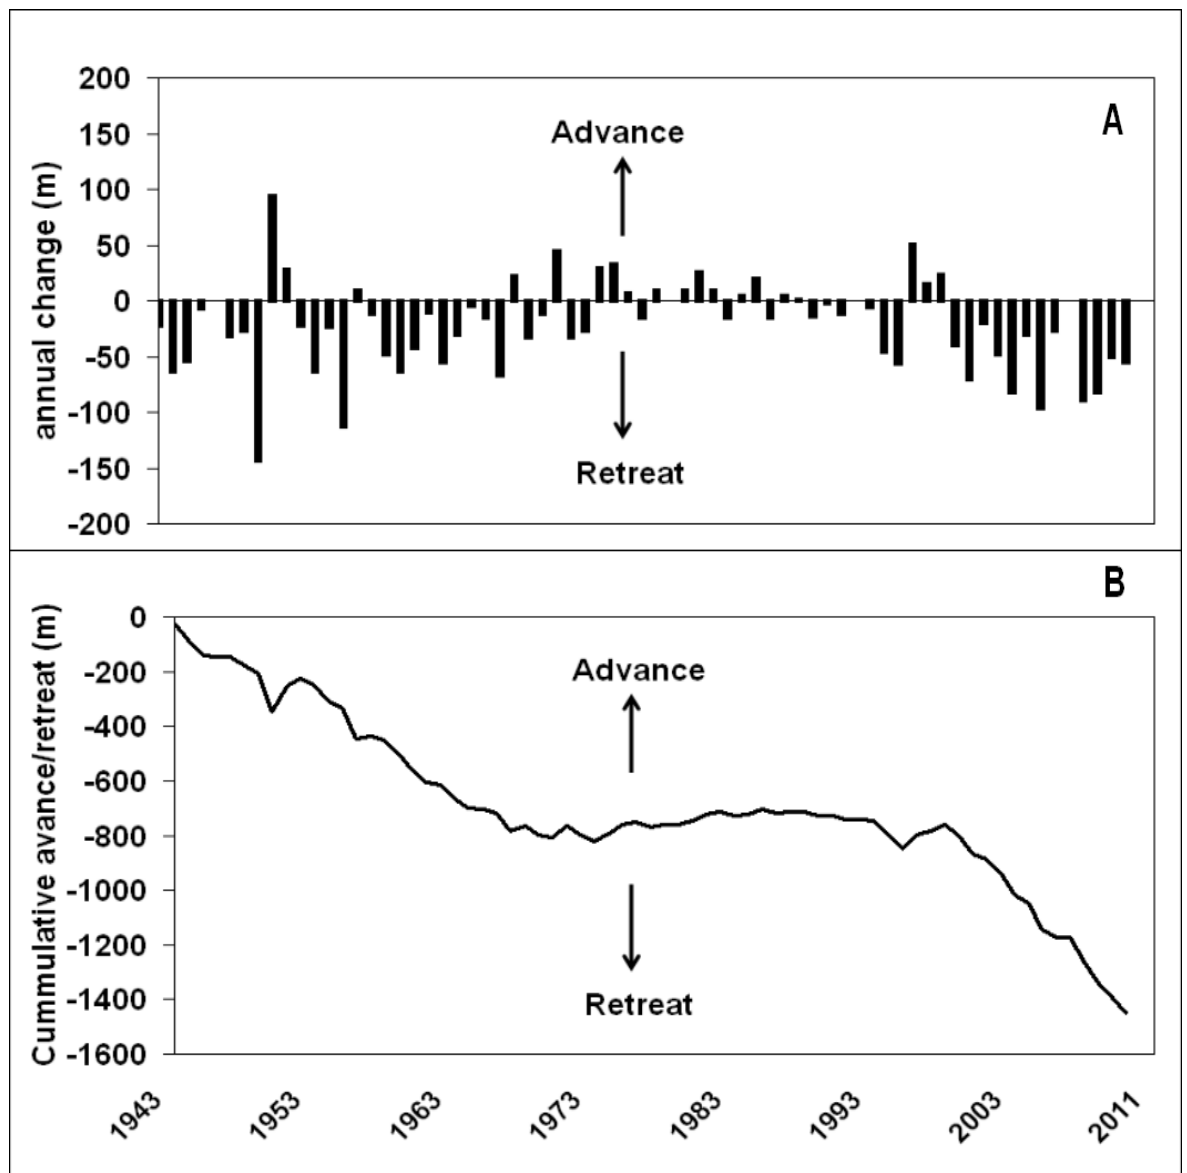 A
200
150
100
50
0
-50
-100
-150
-200
annual change (m)
Advance
Retreat
B
0
-200
-400
-600
-800
-1000
-1200
-1400
-1600
Cummulative avance/retreat (m)
Advance
Retreat
1943 1953 1963 1973 1983 1993 2003 2011